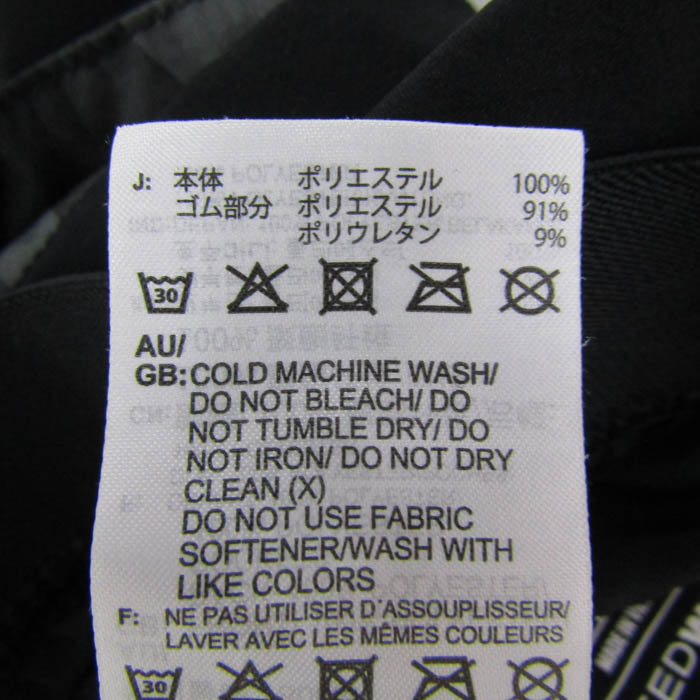 J: 本体 ポリエステル 100%
ゴム部分 ポリエステル 91%
ポリウレタン 9%
30
AU/
GB: COLD MACHINE WASH/
DO NOT BLEACH/ DO
NOT TUMBLE DRY/ DO
NOT IRON/ DO NOT DRY
CLEAN (X)
DO NOT USE FABRIC
SOFTENER/WASH WITH
LIKE COLORS
F: NE PAS UTILISER D'ASSOUPLISSEUR/
LAVER AVEC LES MÊMES COULEURS
30